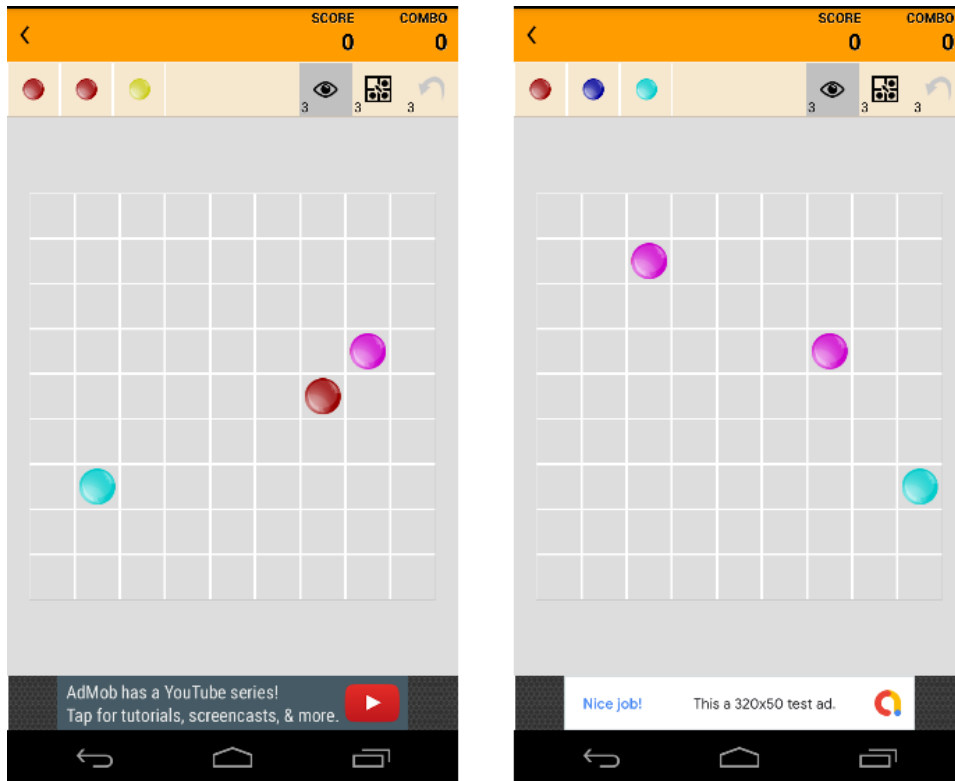 SCORE COMBO
0 0
3 3 3
AdMob has a YouTube series!
Tap for tutorials, screencasts, & more.
SCORE COMBO
0 0
3 3 3
Nice job! This a 320x50 test ad.